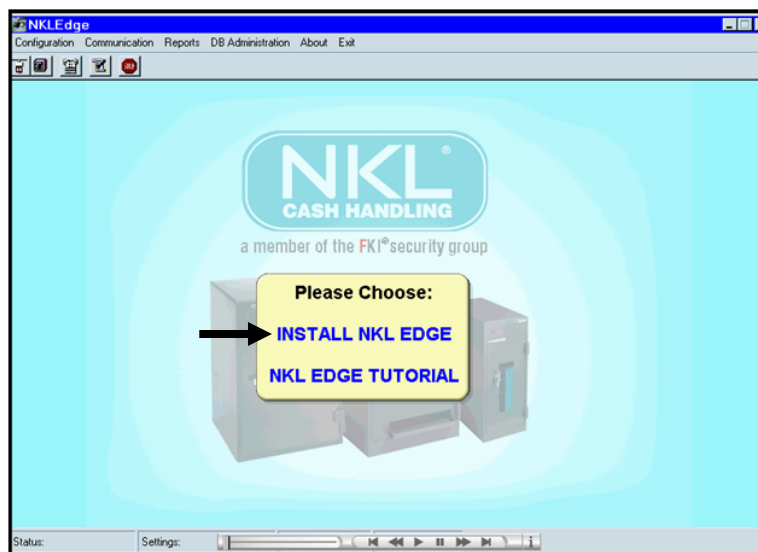 NKLEdge
Configuration Communication Reports DB Administration About Exit
NKL®
CASH HANDLING
a member of the FKI® security group
Please Choose:
INSTALL NKL EDGE
NKL EDGE TUTORIAL
Status: Settings: i